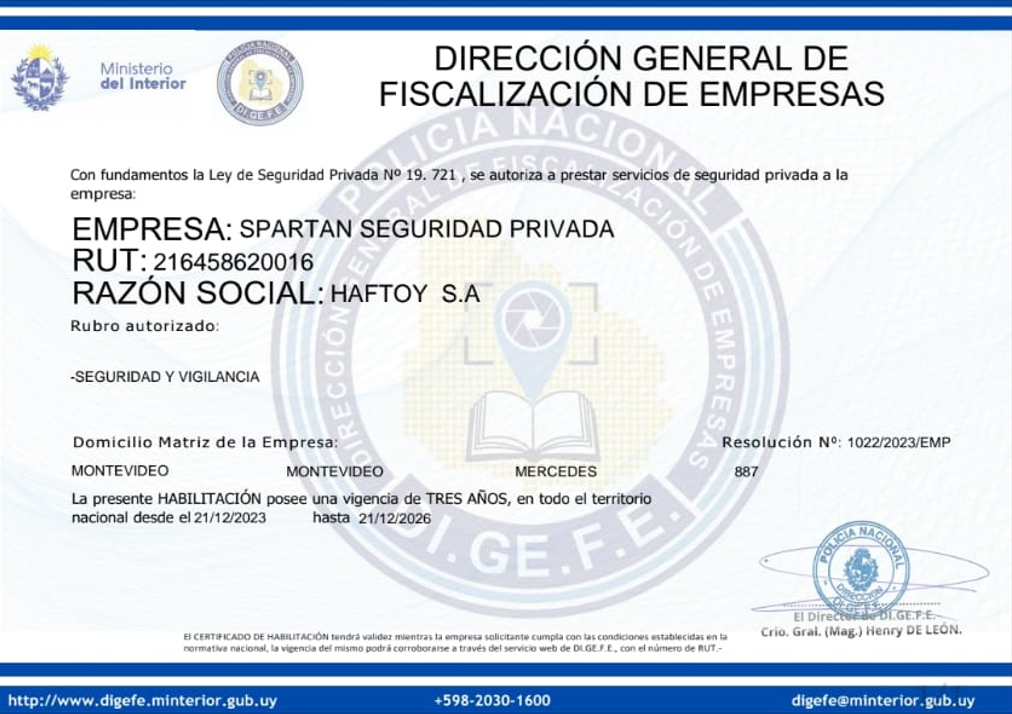 Ministerio
del Interior
POLICIA NACIONAL
DI.GE.F.E
DIRECCIÓN GENERAL DE
FISCALIZACIÓN DE EMPRESAS
POLICIA NACIONAL
DIRECCIÓN GENERAL DE FISCALIZACIÓN DE EMPRESAS
DI.GE.F.E.
Con fundamentos la Ley de Seguridad Privada Nº 19. 721 , se autoriza a prestar servicios de seguridad privada a la
empresa:
EMPRESA: SPARTAN SEGURIDAD PRIVADA
RUT: 216458620016
RAZÓN SOCIAL: HAFTOY S.A
Rubro autorizado:
-SEGURIDAD Y VIGILANCIA
Domicilio Matriz de la Empresa: Resolución Nº: 1022/2023/EMP
MONTEVIDEO MONTEVIDEO MERCEDES 887
La presente HABILITACIÓN posee una vigencia de TRES AÑOS, en todo el territorio
nacional desde el 21/12/2023 hasta 21/12/2026
POLICIA NACIONAL
DIRECCION
DI.GE.F.E.
El Director de DI.GE.F.E.
Crio. Gral. (Mag.) Henry DE LEÓN.
El CERTIFICADO DE HABILITACIÓN tendrá validez mientras la empresa solicitante cumpla con las condiciones establecidas en la
normativa nacional, la vigencia del mismo podrá corroborarse a través del servicio web de DI.GE.F.E., con el número de RUT.-
http://www.digefe.minterior.gub.uy +598-2030-1600 digefe@minterior.gub.uy